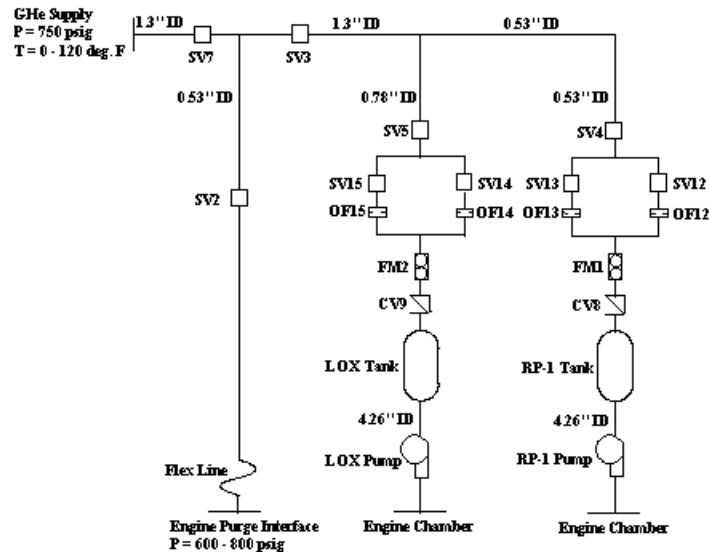 GHe Supply
P = 750 psig
T = 0 - 120 deg. F
1.3" ID
SV7
SV3
1.3" ID
0.53" ID
0.53" ID
0.78" ID
0.53" ID
SV5
SV4
SV2
SV15
SV14
SV13
SV12
OF15
OF14
OF13
OF12
FM2
FM1
CV9
CV8
LOX Tank
RP-1 Tank
4.26" ID
4.26" ID
LOX Pump
RP-1 Pump
Flex Line
Engine Purge Interface
P = 600 - 800 psig
Engine Chamber
Engine Chamber